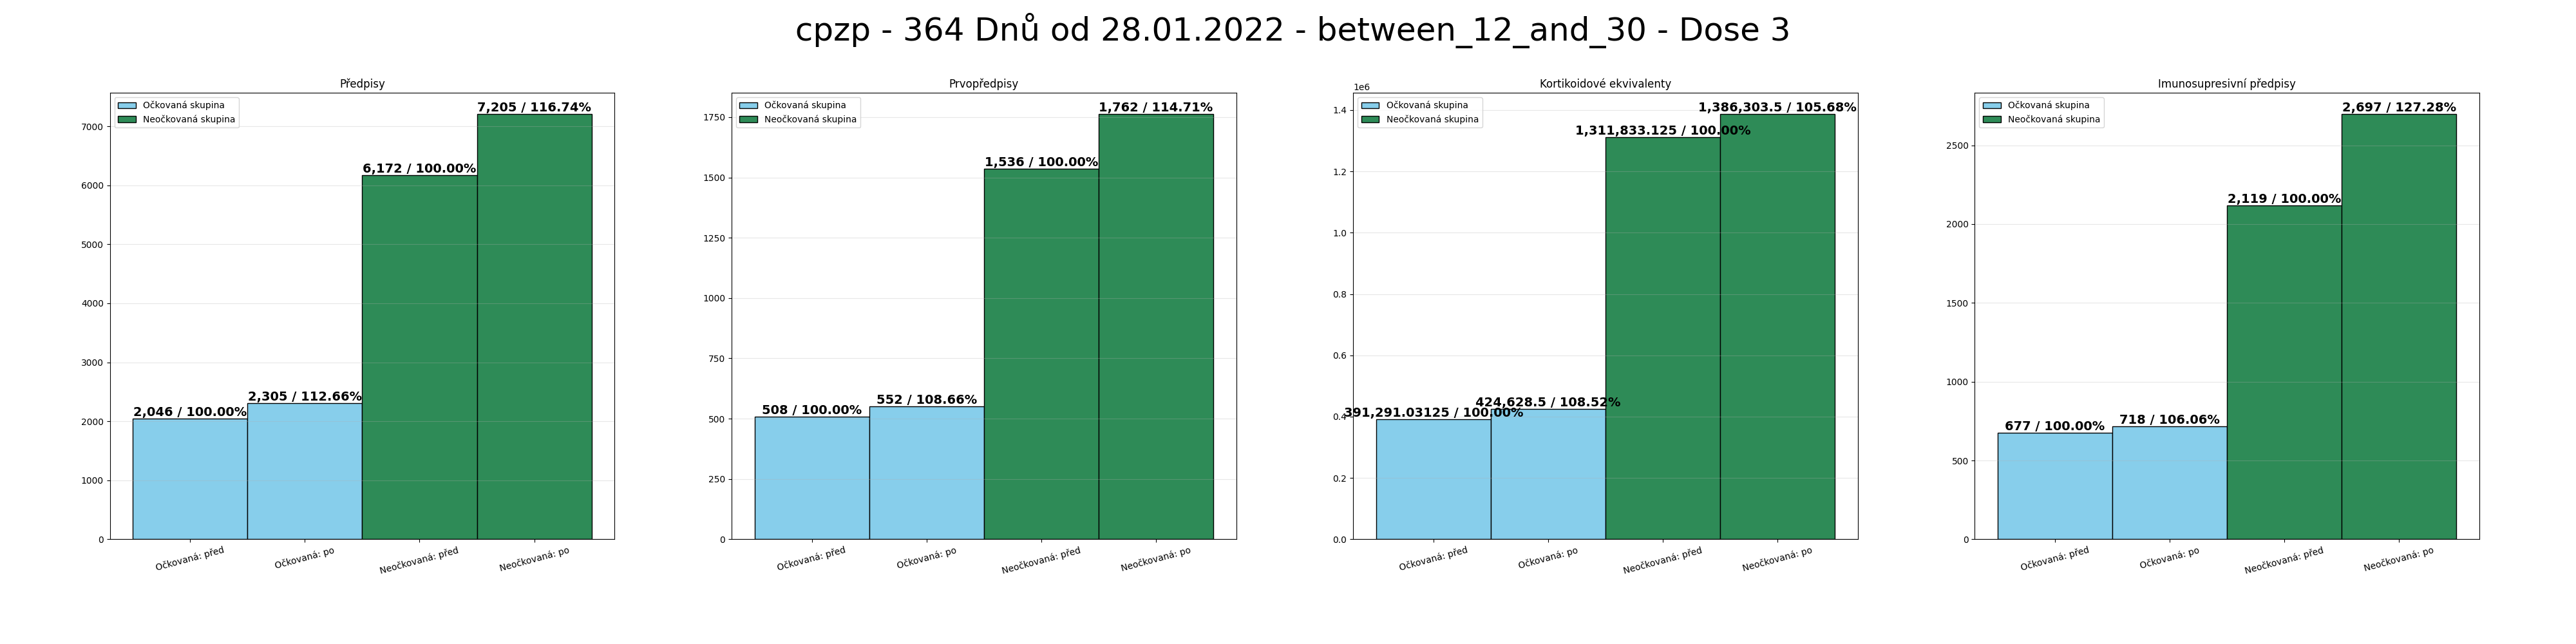 cpzp - 364 Dnů od 28.01.2022 - between_12_and_30 - Dose 3
Předpisy
Očkovaná skupina
Neočkovaná skupina
7,205 / 116.74%
6,172 / 100.00%
2,305 / 112.66%
2,046 / 100.00%
7000
6000
5000
4000
3000
2000
1000
0
Očkovaná: před
Očkovaná: po
Neočkovaná: před
Neočkovaná: po
Prvopředpisy
Očkovaná skupina
Neočkovaná skupina
1,762 / 114.71%
1,536 / 100.00%
552 / 108.66%
508 / 100.00%
1750
1500
1250
1000
750
500
250
0
Očkovaná: před
Očkovaná: po
Neočkovaná: před
Neočkovaná: po
Kortikoidové ekvivalenty
1e6
Očkovaná skupina
Neočkovaná skupina
1,386,303.5 / 105.68%
1,311,833.125 / 100.00%
424,628.5 / 108.52%
391,291.03125 / 100.00%
1.4
1.2
1.0
0.8
0.6
0.4
0.2
0.0
Očkovaná: před
Očkovaná: po
Neočkovaná: před
Neočkovaná: po
Imunosupresivní předpisy
Očkovaná skupina
Neočkovaná skupina
2,697 / 127.28%
2,119 / 100.00%
718 / 106.06%
677 / 100.00%
2500
2000
1500
1000
500
0
Očkovaná: před
Očkovaná: po
Neočkovaná: před
Neočkovaná: po